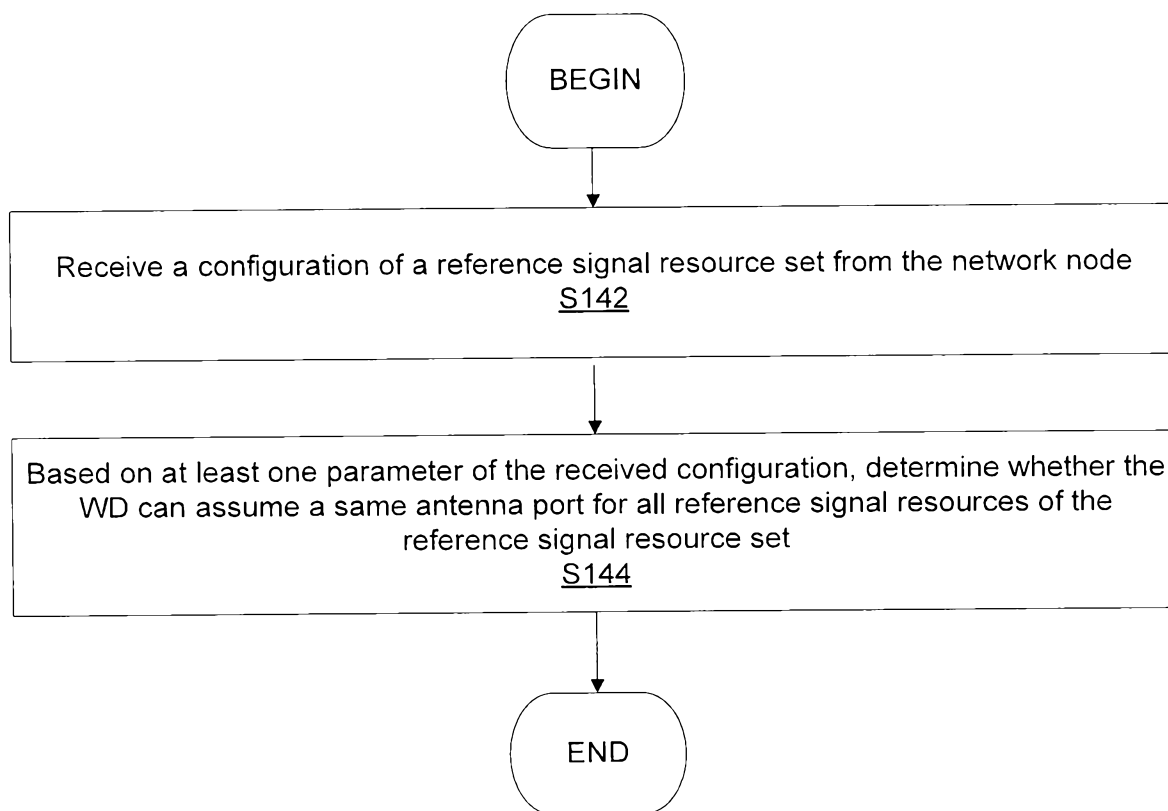 BEGIN
Receive a configuration of a reference signal resource set from the network node
S142
Based on at least one parameter of the received configuration, determine whether the
WD can assume a same antenna port for all reference signal resources of the
reference signal resource set
S144
END